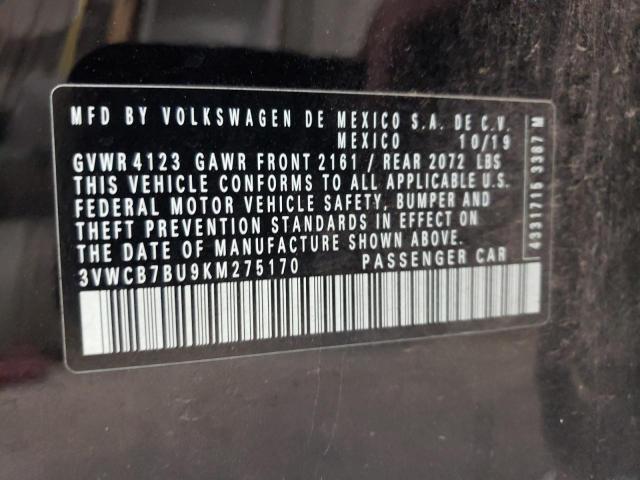 MFD BY VOLKSWAGEN DE MEXICO S.A. DE C.V.
MEXICO 10/19
GVWR 4123 GAWR FRONT 2161 / REAR 2072 LBS
THIS VEHICLE CONFORMS TO ALL APPLICABLE U.S.
FEDERAL MOTOR VEHICLE SAFETY, BUMPER AND
THEFT PREVENTION STANDARDS IN EFFECT ON
THE DATE OF MANUFACTURE SHOWN ABOVE.
3VWCB7BU9KM275170 PASSENGER CAR
4331715 3387 M